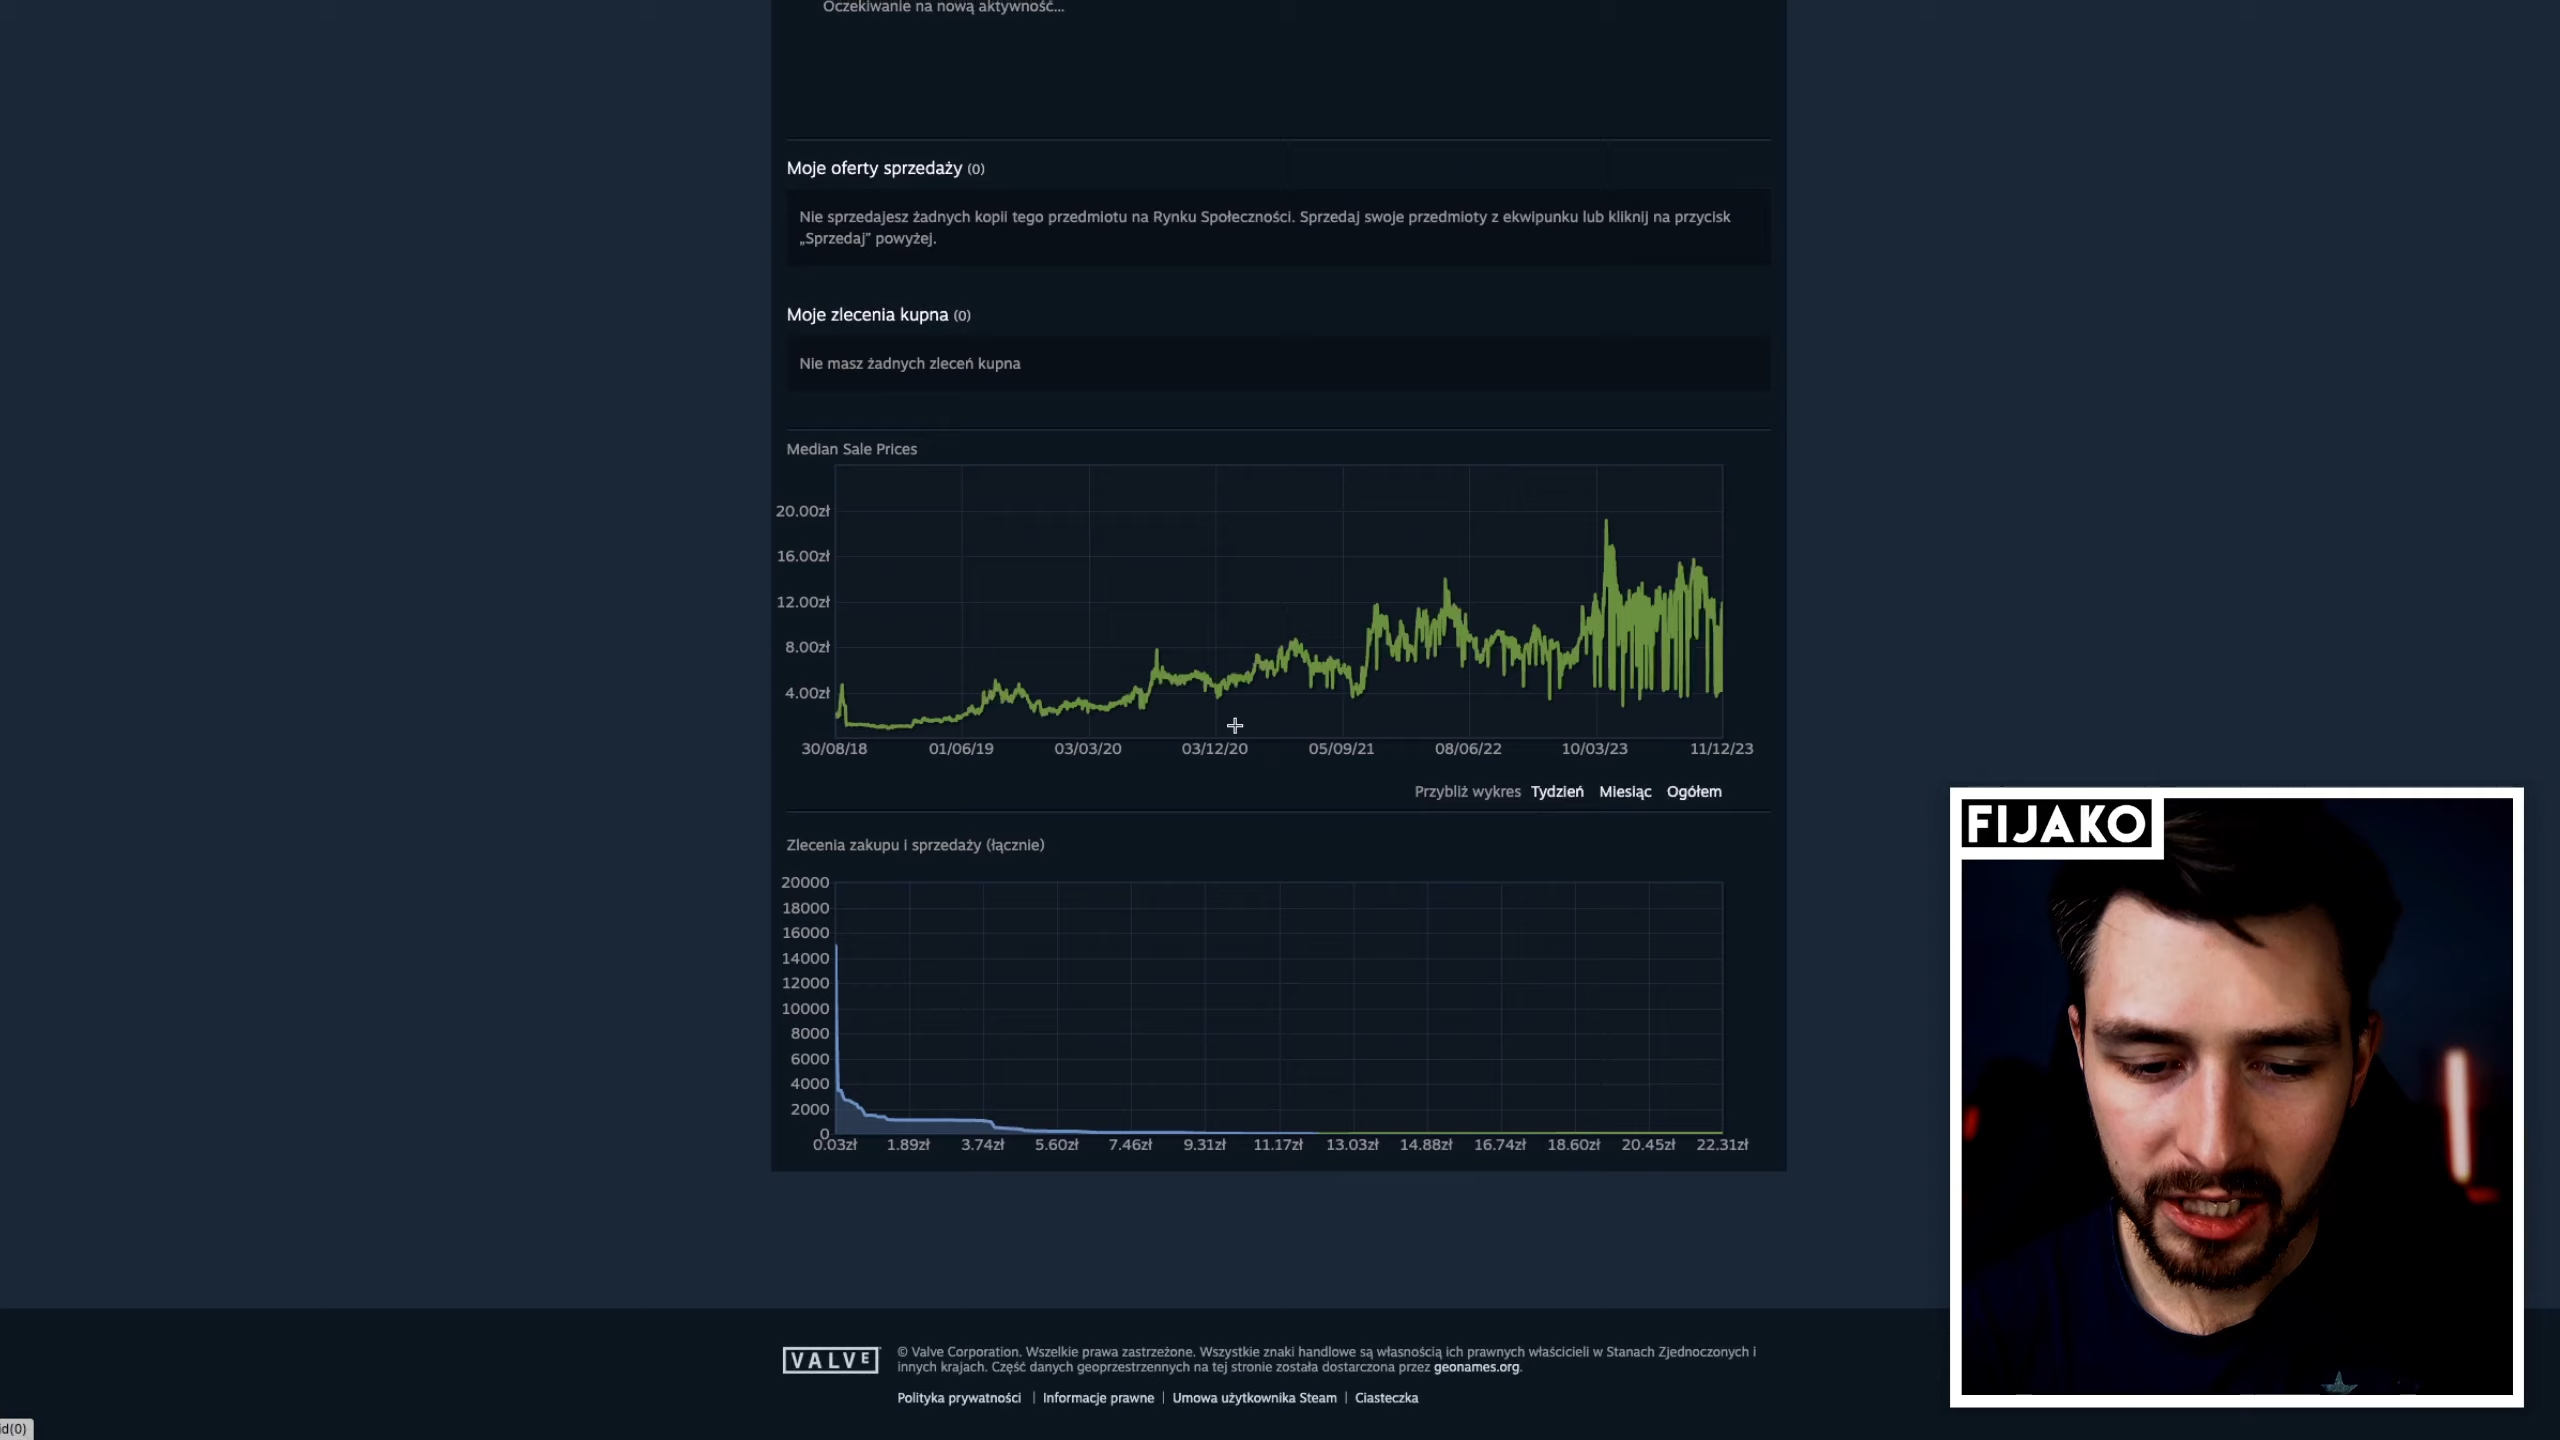 Oczekiwanie na nową aktywność...
Moje oferty sprzedaży (0)
Nie sprzedajesz żadnych kopii tego przedmiotu na Rynku Społeczności. Sprzedaj swoje przedmioty z ekwipunku lub kliknij na przycisk
„Sprzedaj” powyżej.
Moje zlecenia kupna (0)
Nie masz żadnych zleceń kupna
Median Sale Prices
20.00zł
16.00zł
12.00zł
8.00zł
4.00zł
30/08/18 01/06/19 03/03/20 03/12/20 05/09/21 08/06/22 10/03/23 11/12/23
Przybliż wykres Tydzień Miesiąc Ogółem
Zlecenia zakupu i sprzedaży (łącznie)
20000
18000
16000
14000
12000
10000
8000
6000
4000
2000
0
0.03zł 1.89zł 3.74zł 5.60zł 7.46zł 9.31zł 11.17zł 13.03zł 14.88zł 16.74zł 18.60zł 20.45zł 22.31zł
FIJAKO
VALVE
© Valve Corporation. Wszelkie prawa zastrzeżone. Wszystkie znaki handlowe są własnością ich prawnych właścicieli w Stanach Zjednoczonych i
innych krajach. Część danych geoprzestrzennych na tej stronie została dostarczona przez geonames.org.
Polityka prywatności | Informacje prawne | Umowa użytkownika Steam | Ciasteczka
id(0)